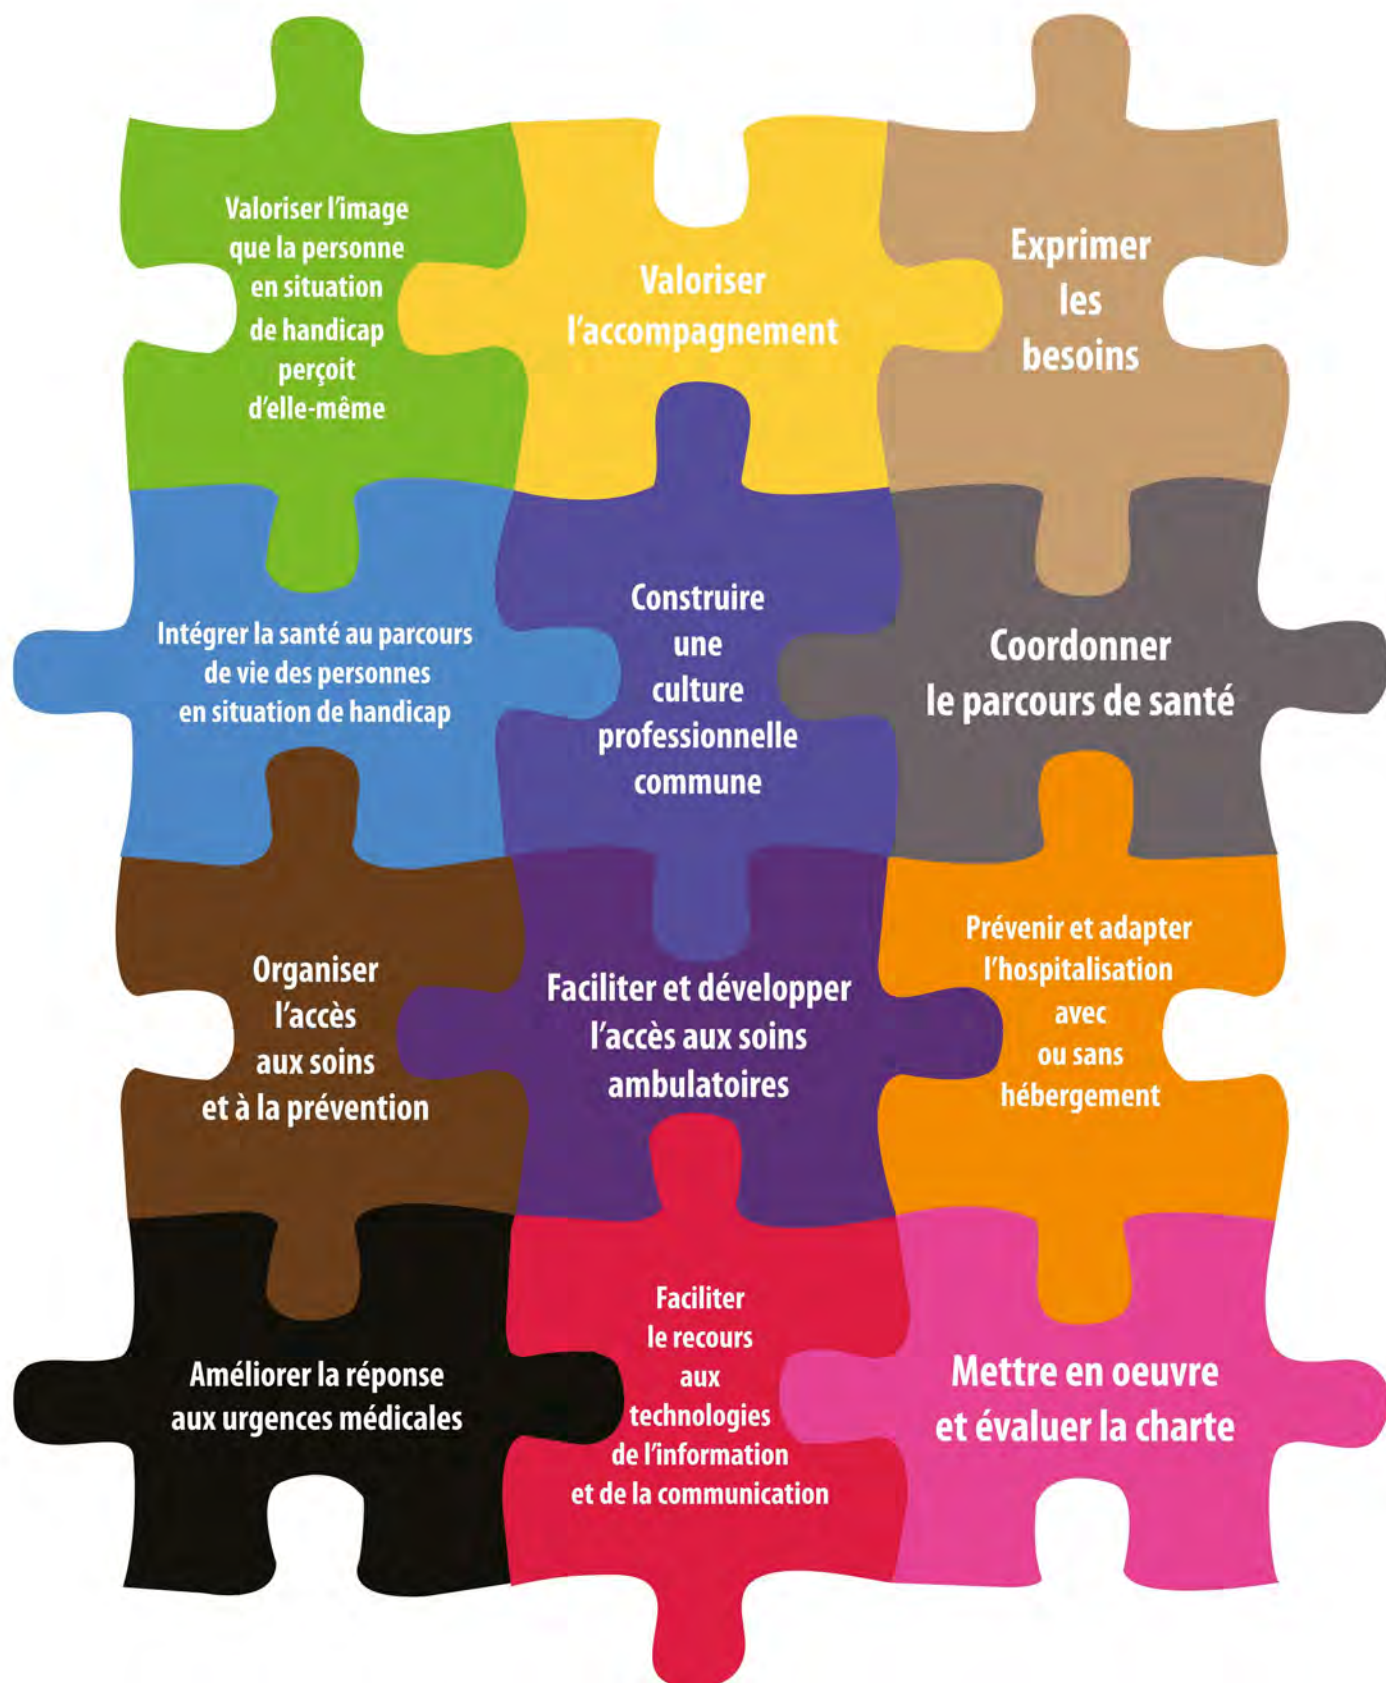 Valoriser l'image
que la personne
en situation
de handicap
perçoit
d'elle-même
Valoriser
l'accompagnement
Exprimer
les
besoins
Intégrer la santé au parcours
de vie des personnes
en situation de handicap
Construire
une
culture
professionnelle
commune
Coordonner
le parcours de santé
Organiser
l'accès
aux soins
et à la prévention
Faciliter et développer
l'accès aux soins
ambulatoires
Prévenir et adapter
l'hospitalisation
avec
ou sans
hébergement
Améliorer la réponse
aux urgences médicales
Faciliter
le recours
aux
technologies
de l'information
et de la communication
Mettre en oeuvre
et évaluer la charte